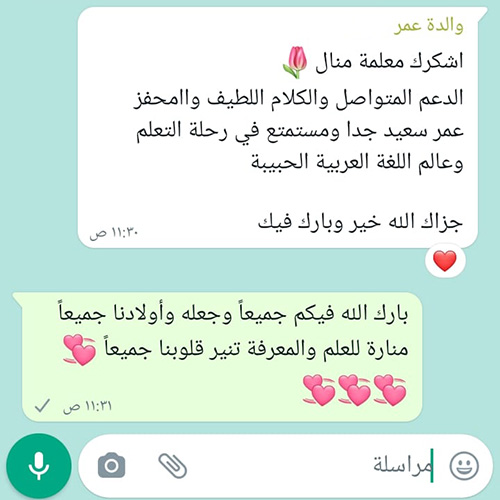 والدة عمر
اشكرك معلمة منال 🌷
الدعم المتواصل والكلام اللطيف واامحفز
عمر سعيد جدا ومستمتع في رحلة التعلم
وعالم اللغة العربية الحبيبة
جزاك الله خير وبارك فيك
١١:٣٠ ص
❤️
بارك الله فيكم جميعاً وجعله وأولادنا جميعاً
منارة للعلم والمعرفة تنير قلوبنا جميعاً 💞
💞💞💞
١١:٣١ ص
مراسلة